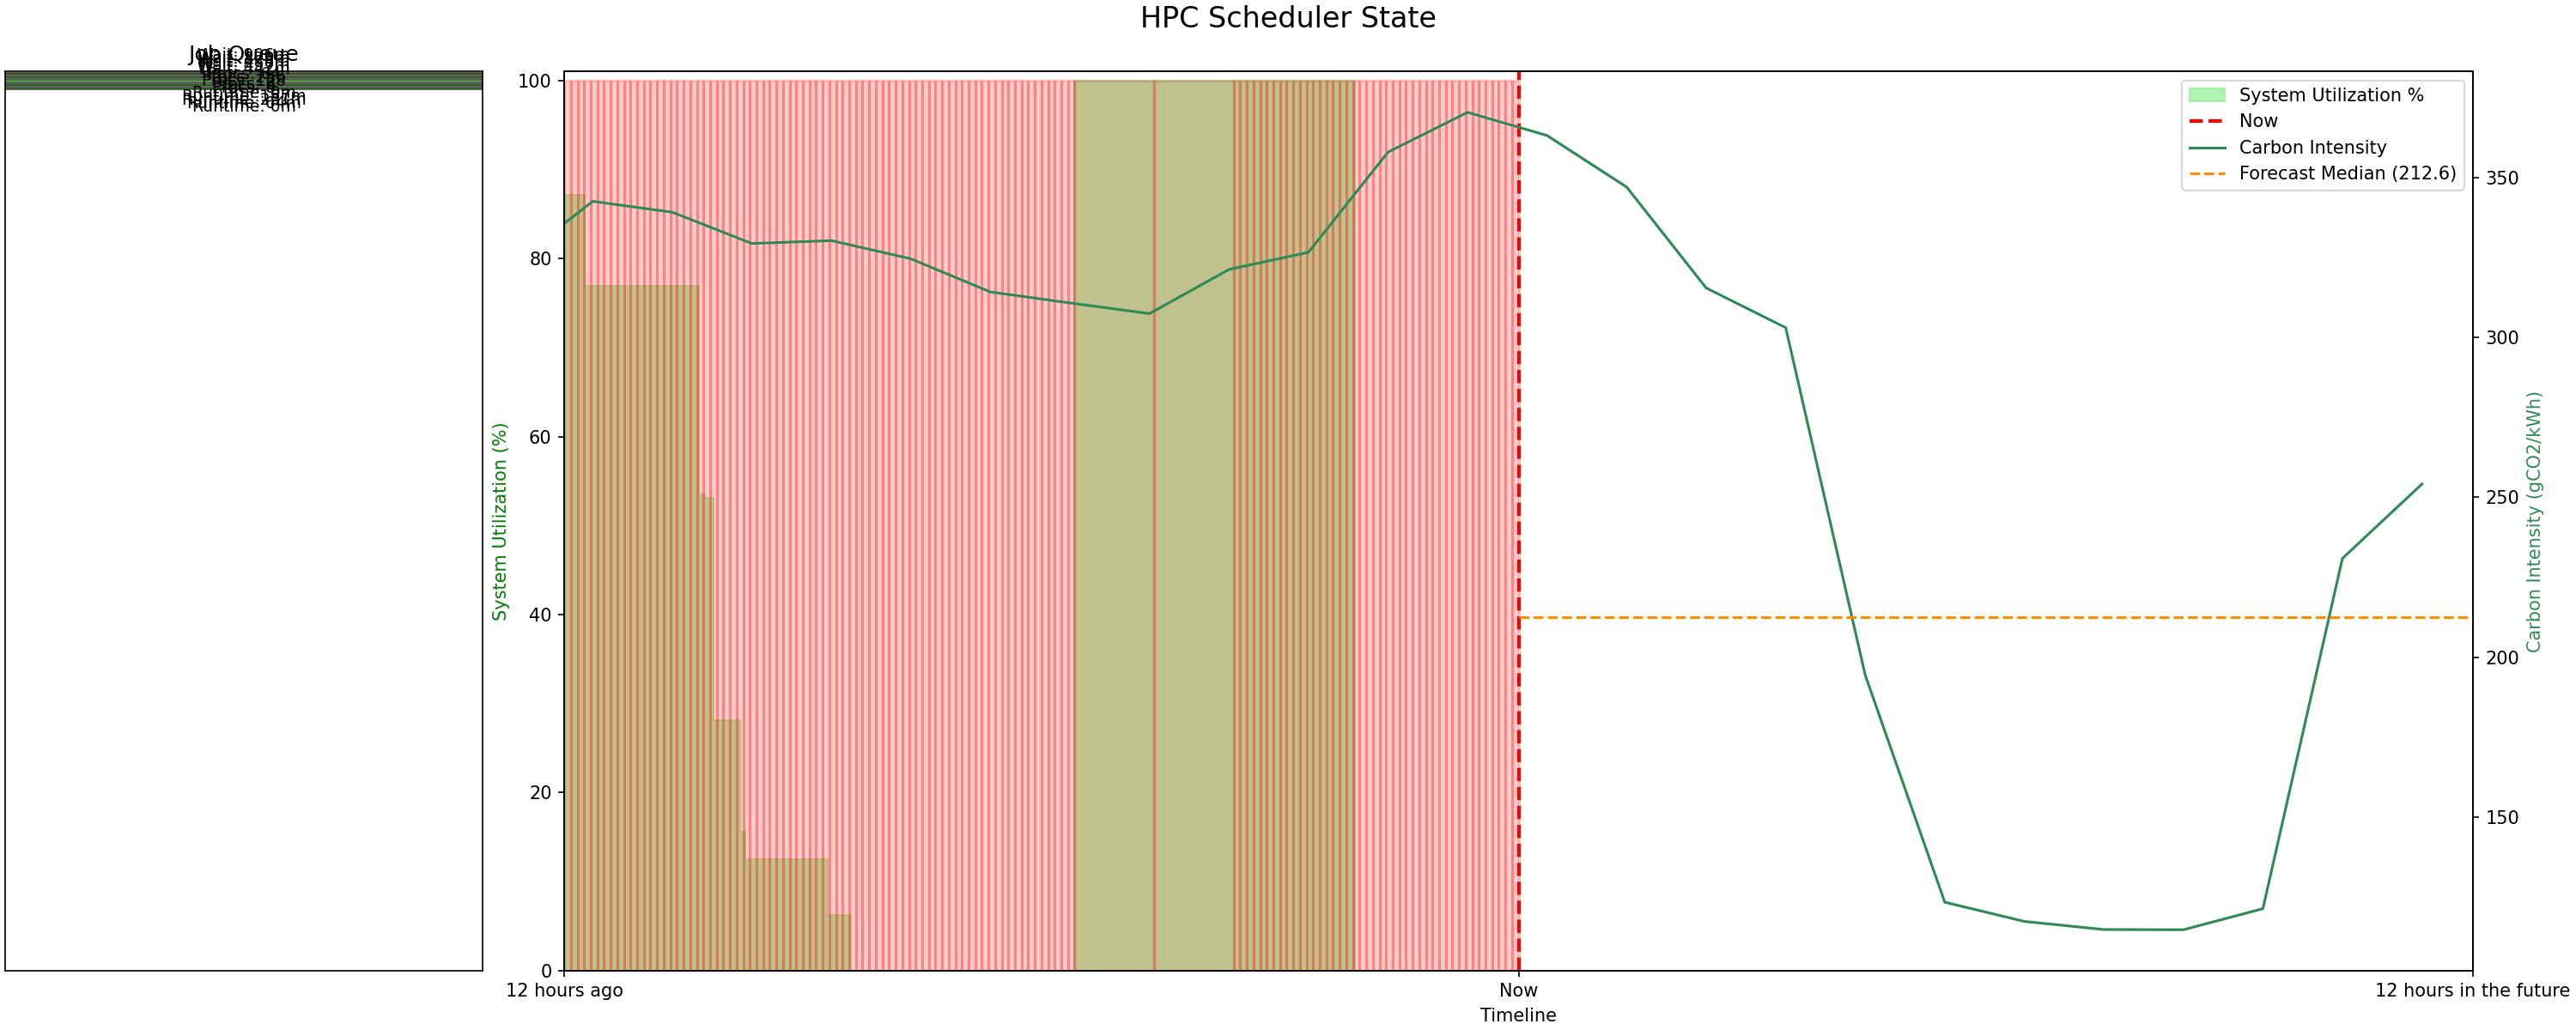 HPC Scheduler State
Job Queue
Runtime: 0m
System Utilization (%)
100
80
60
40
20
0
System Utilization %
Now
Carbon Intensity
Forecast Median (212.6)
350
300
250
200
150
Carbon Intensity (gCO2/kWh)
12 hours ago
Now
12 hours in the future
Timeline